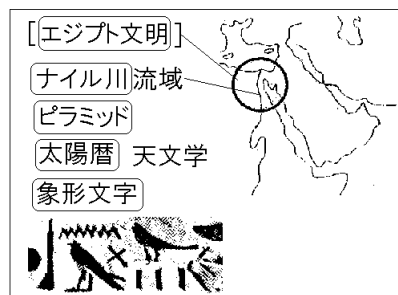 [エジプト文明]
ナイル川流域
ピラミッド
太陽暦 天文学
象形文字